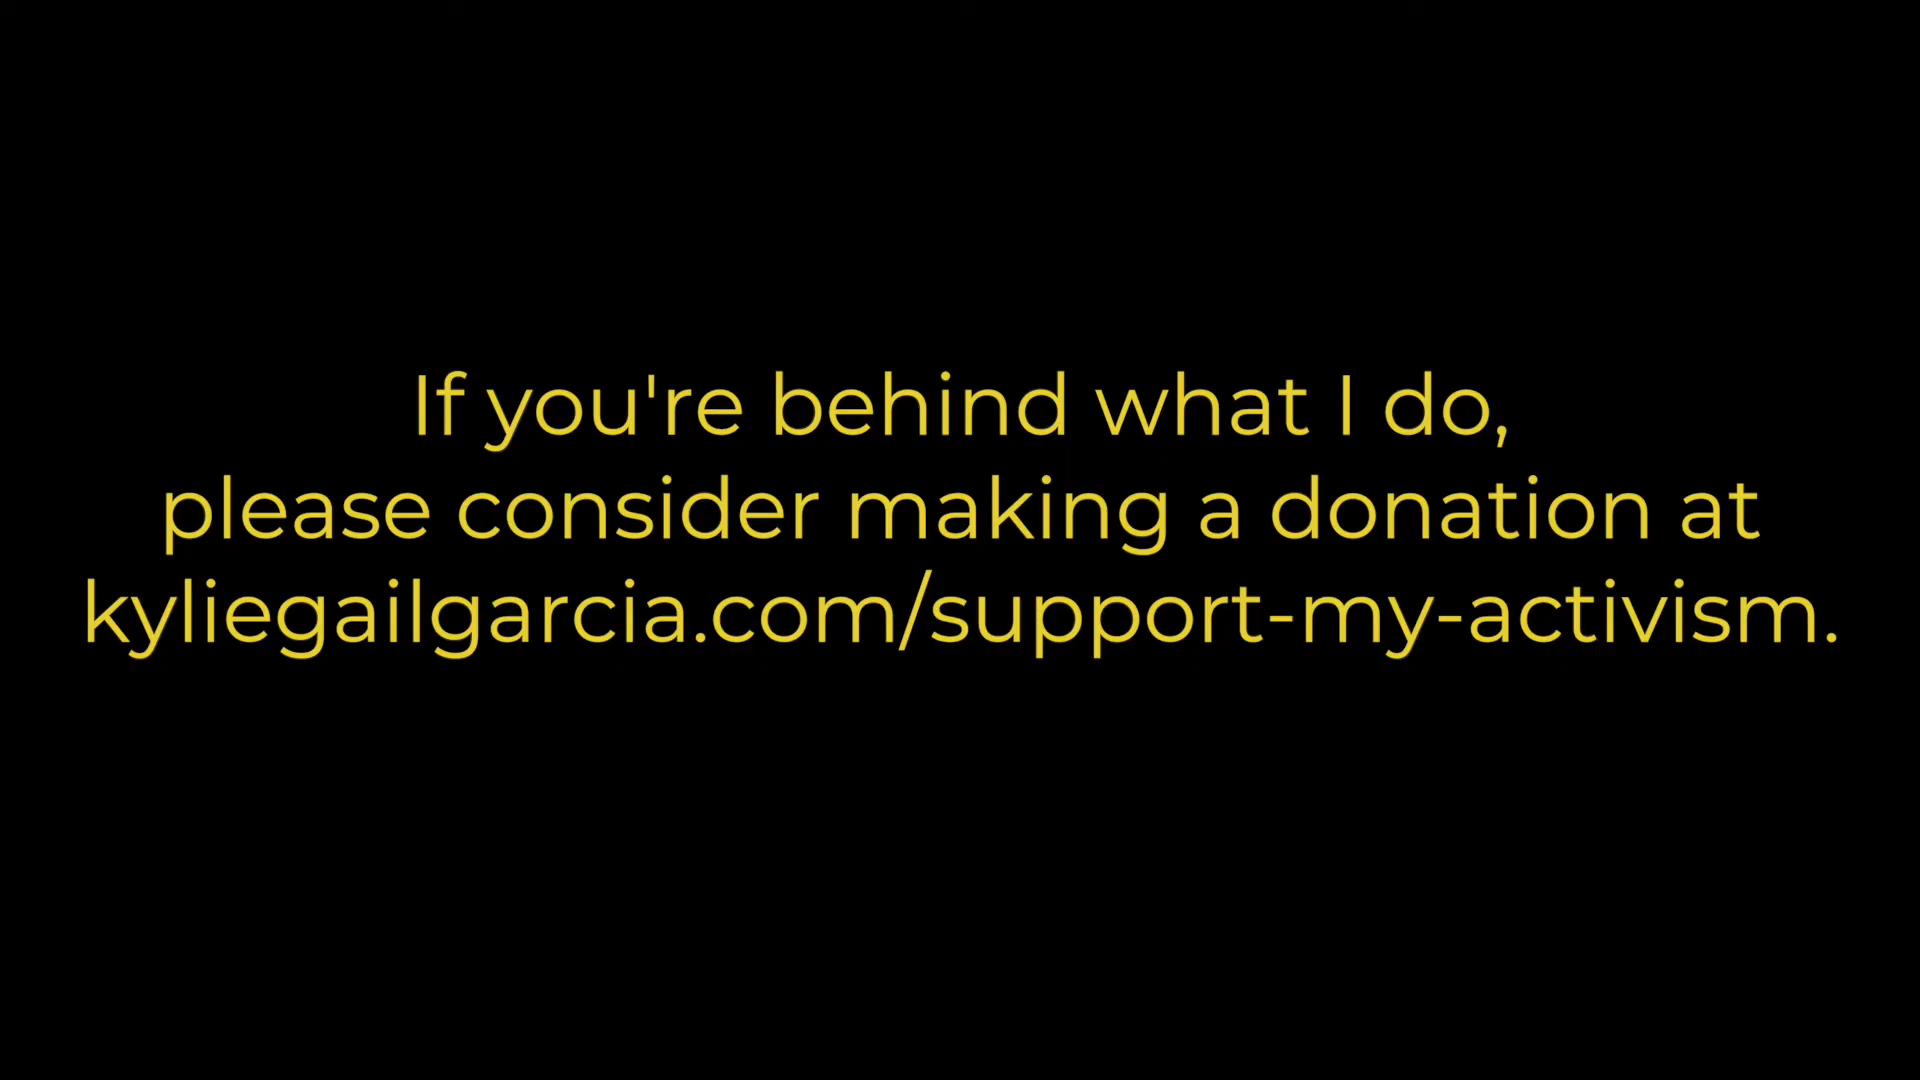 If you're behind what I do,
please consider making a donation at
kyliegailgarcia.com/support-my-activism.